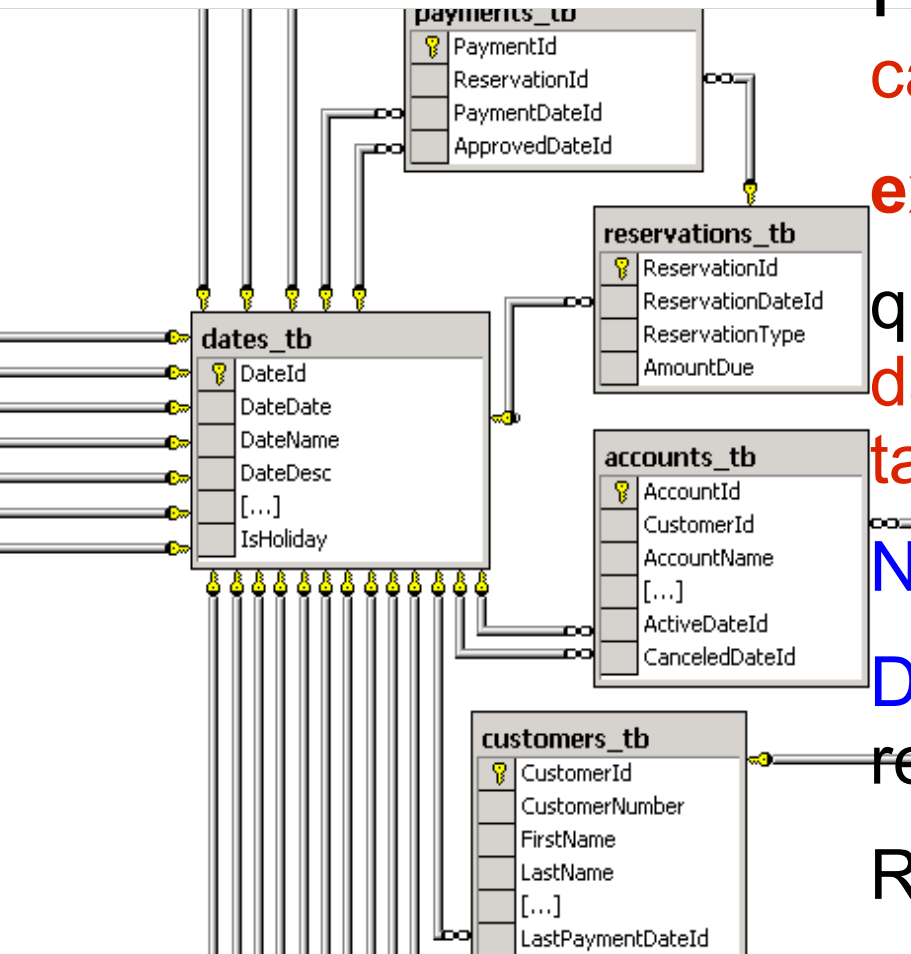 payments_tb
PaymentId
ReservationId
PaymentDateId
ApprovedDateId
reservations_tb
ReservationId
ReservationDateId
ReservationType
AmountDue
dates_tb
DateId
DateDate
DateName
DateDesc
[...]
IsHoliday
accounts_tb
AccountId
CustomerId
AccountName
[...]
ActiveDateId
CanceledDateId
customers_tb
CustomerId
CustomerNumber
FirstName
LastName
[...]
LastPaymentDateId